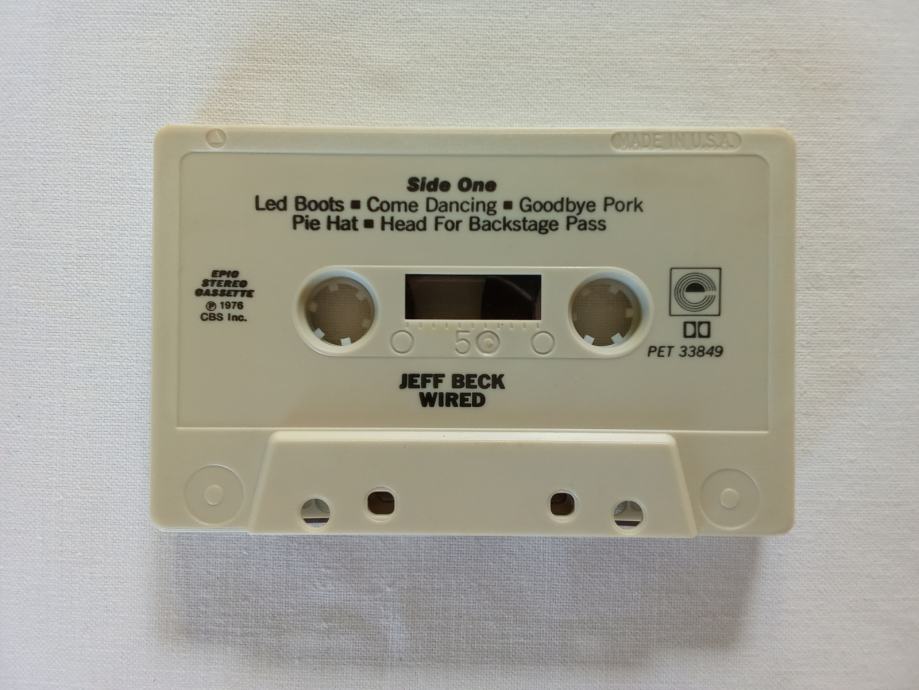 MADE IN U.S.A.
Side One
Led Boots ■ Come Dancing ■ Goodbye Pork
Pie Hat ■ Head For Backstage Pass
EPIC
STEREO
CASSETTE
℗ 1976
CBS Inc.
PET 33849
50
JEFF BECK
WIRED